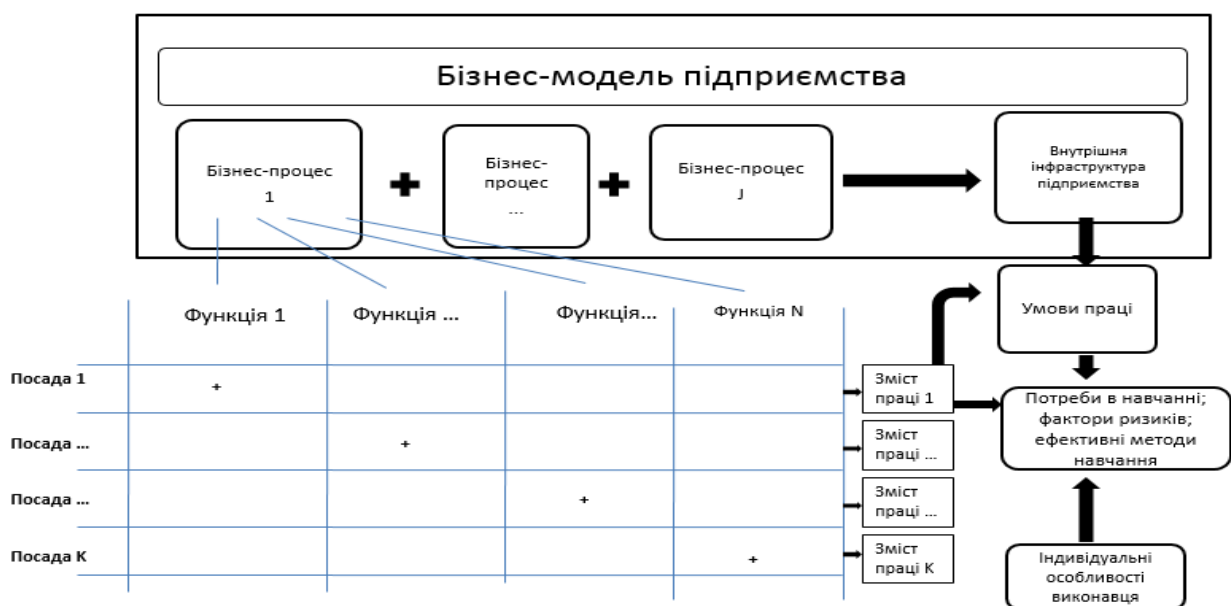 Бізнес-модель підприємства
Бізнес-процес
1
+
Бізнес-
процес
...
+
Бізнес-процес
J
Внутрішня
інфраструктура
підприємства
Умови праці
Функція 1
Функція ...
Функція...
Функція N
Посада 1
+
Зміст
праці 1
Потреби в навчанні;
фактори ризиків;
ефективні методи
навчання
Посада ...
+
Зміст
праці ...
Посада ...
+
Зміст
праці ...
Посада K
+
Зміст
праці K
Індивідуальні
особливості
виконавця